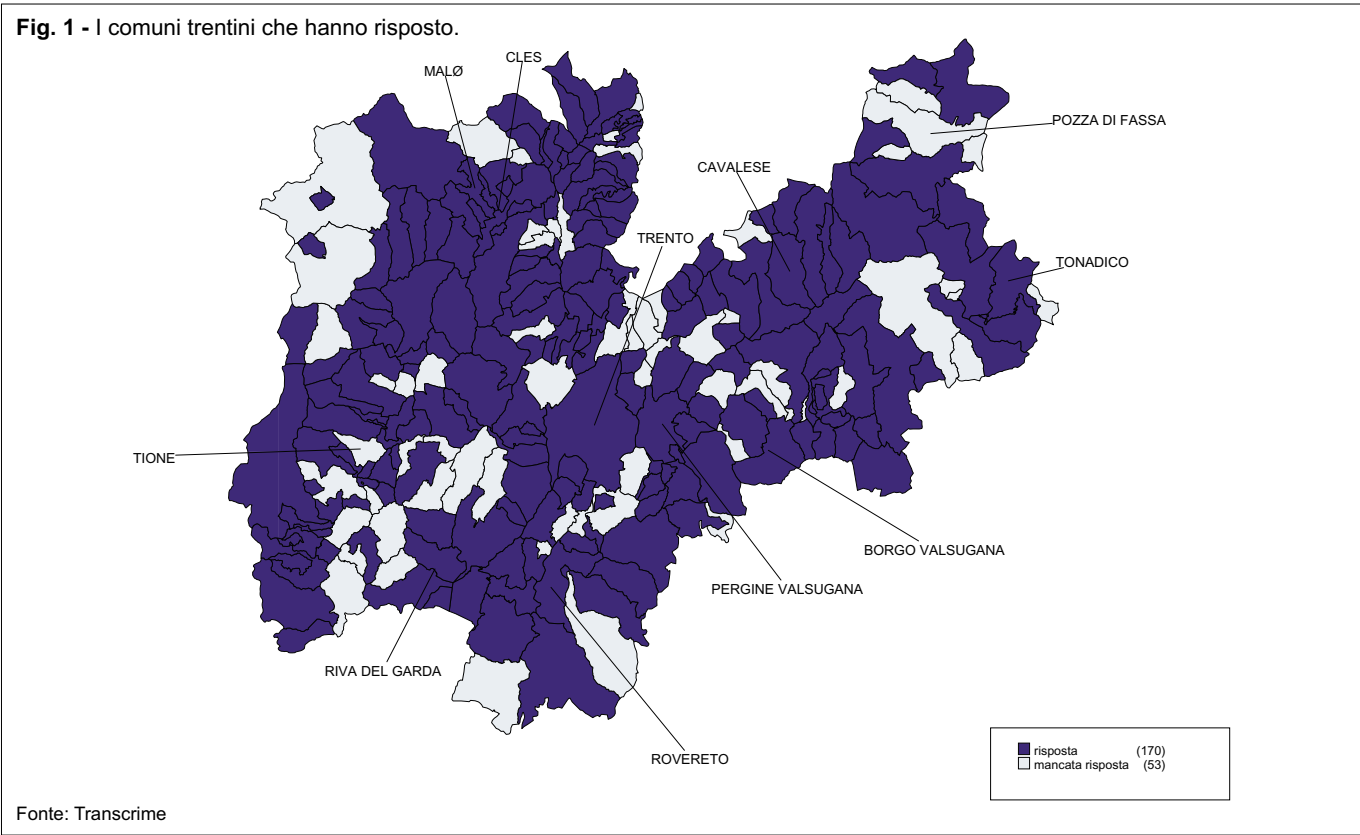 Fig. 1 - I comuni trentini che hanno risposto.
CLES
MALØ
POZZA DI FASSA
CAVALESE
TRENTO
TONADICO
TIONE
BORGO VALSUGANA
PERGINE VALSUGANA
RIVA DEL GARDA
ROVERETO
risposta (170)
mancata risposta (53)
Fonte: Transcrime